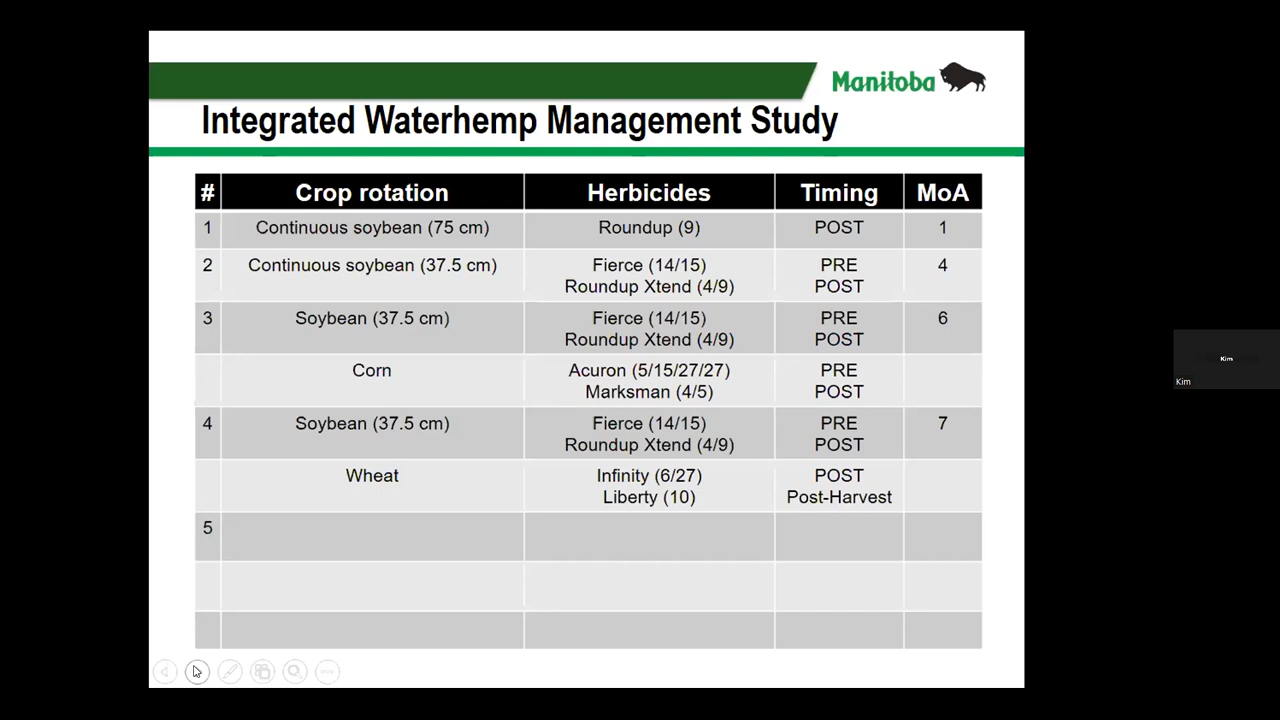 Manitoba
Integrated Waterhemp Management Study
# Crop rotation Herbicides Timing MoA
1 Continuous soybean (75 cm) Roundup (9) POST 1
2 Continuous soybean (37.5 cm) Fierce (14/15) PRE 4
Roundup Xtend (4/9) POST
3 Soybean (37.5 cm) Fierce (14/15) PRE 6
Roundup Xtend (4/9) POST
Corn Acuron (5/15/27/27) PRE
Marksman (4/5) POST
4 Soybean (37.5 cm) Fierce (14/15) PRE 7
Roundup Xtend (4/9) POST
Wheat Infinity (6/27) POST
Liberty (10) Post-Harvest
5
Kim
Kim